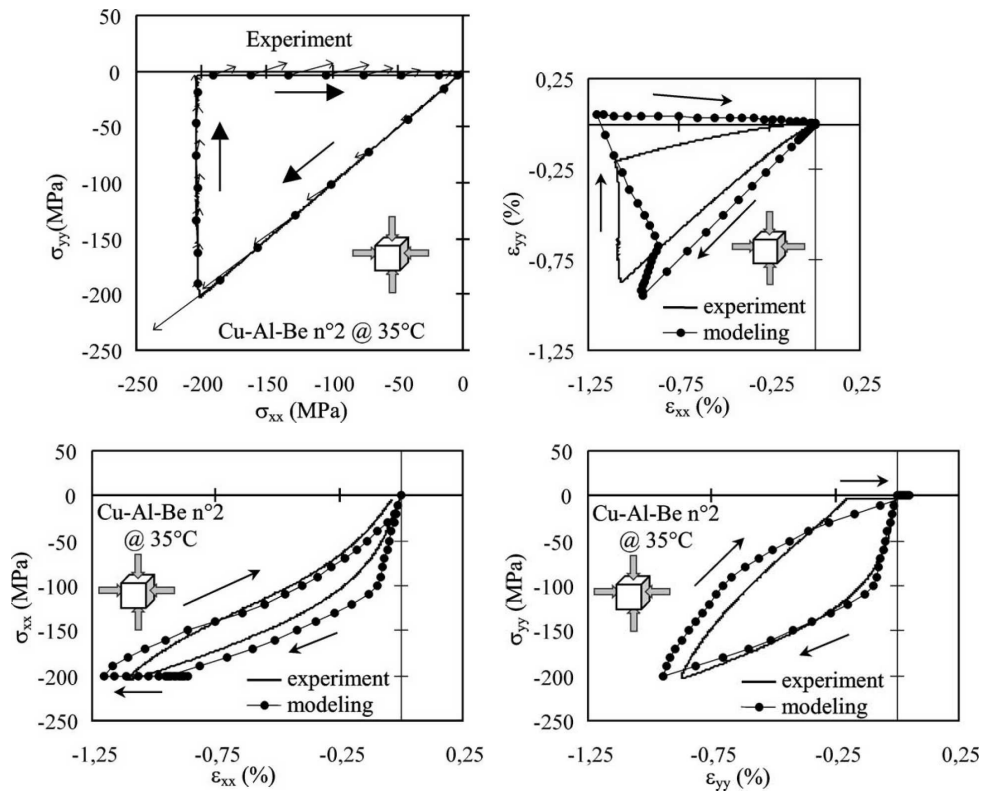 50
0
-50
-100
-150
-200
-250
σyy(MPa)
Experiment
Cu-Al-Be n°2 @ 35°C
-250 -200 -150 -100 -50 0
σxx (MPa)
0,25
-0,25
-0,75
-1,25
εyy (%)
experiment
modeling
-1,25 -0,75 -0,25 0,25
εxx (%)
50
0
-50
-100
-150
-200
-250
σxx (MPa)
Cu-Al-Be n°2
@ 35°C
experiment
modeling
-1,25 -0,75 -0,25 0,25
εxx (%)
50
0
-50
-100
-150
-200
-250
σyy (MPa)
Cu-Al-Be n°2
@ 35°C
experiment
modeling
-1,25 -0,75 -0,25 0,25
εyy (%)